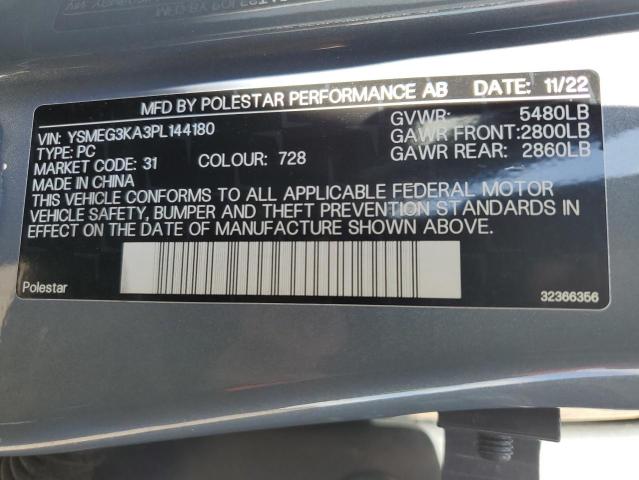 MFD BY POLESTAR PERFORMANCE AB DATE: 11/22
VIN: YSMEG3KA3PL144180 GVWR: 5480LB
TYPE: PC GAWR FRONT: 2800LB
MARKET CODE: 31 COLOUR: 728 GAWR REAR: 2860LB
MADE IN CHINA
THIS VEHICLE CONFORMS TO ALL APPLICABLE FEDERAL MOTOR
VEHICLE SAFETY, BUMPER AND THEFT PREVENTION STANDARDS IN
EFFECT ON THE DATE OF MANUFACTURE SHOWN ABOVE.
Polestar 32366356